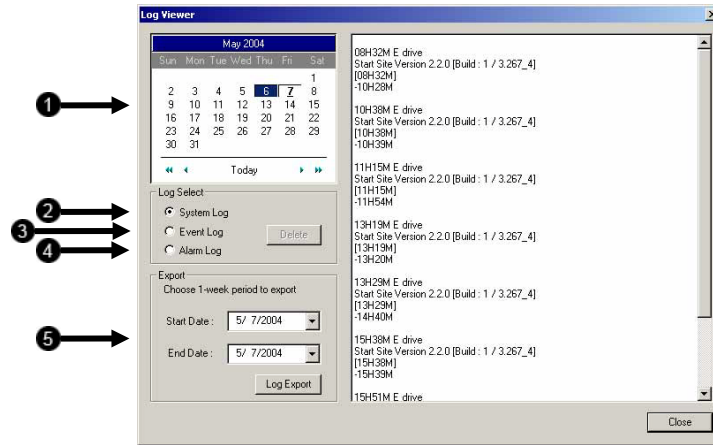 Log Viewer
May 2004
Sun Mon Tue Wed Thu Fri Sat
1
2 3 4 5 6 7 8
9 10 11 12 13 14 15
16 17 18 19 20 21 22
23 24 25 26 27 28 29
30 31
Today
1
Log Select
2
System Log
3
Event Log
Delete
4
Alarm Log
Export
Choose 1-week period to export
Start Date : 5/ 7/2004
5
End Date : 5/ 7/2004
Log Export
08H32M E drive
Start Site Version 2.2.0 [Build : 1 / 3.267_4]
[08H32M]
-10H28M
10H38M E drive
Start Site Version 2.2.0 [Build : 1 / 3.267_4]
[10H38M]
-10H39M
11H15M E drive
Start Site Version 2.2.0 [Build : 1 / 3.267_4]
[11H15M]
-11H54M
13H19M E drive
Start Site Version 2.2.0 [Build : 1 / 3.267_4]
[13H19M]
-13H20M
13H29M E drive
Start Site Version 2.2.0 [Build : 1 / 3.267_4]
[13H29M]
-14H40M
15H38M E drive
Start Site Version 2.2.0 [Build : 1 / 3.267_4]
[15H38M]
-15H39M
15H51M E drive
Close